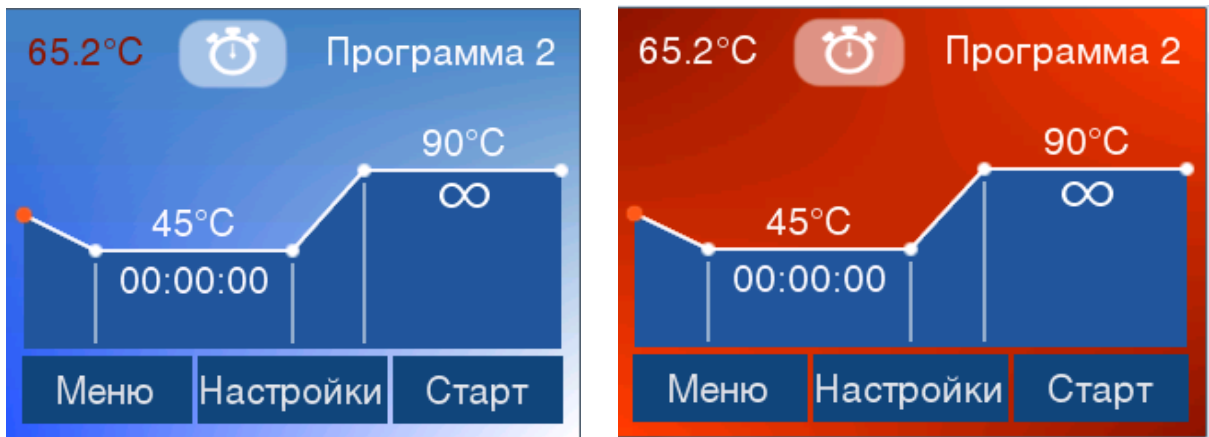 65.2°C Программа 2
90°C
∞
45°C
00:00:00
Меню Настройки Старт
65.2°C Программа 2
90°C
∞
45°C
00:00:00
Меню Настройки Старт